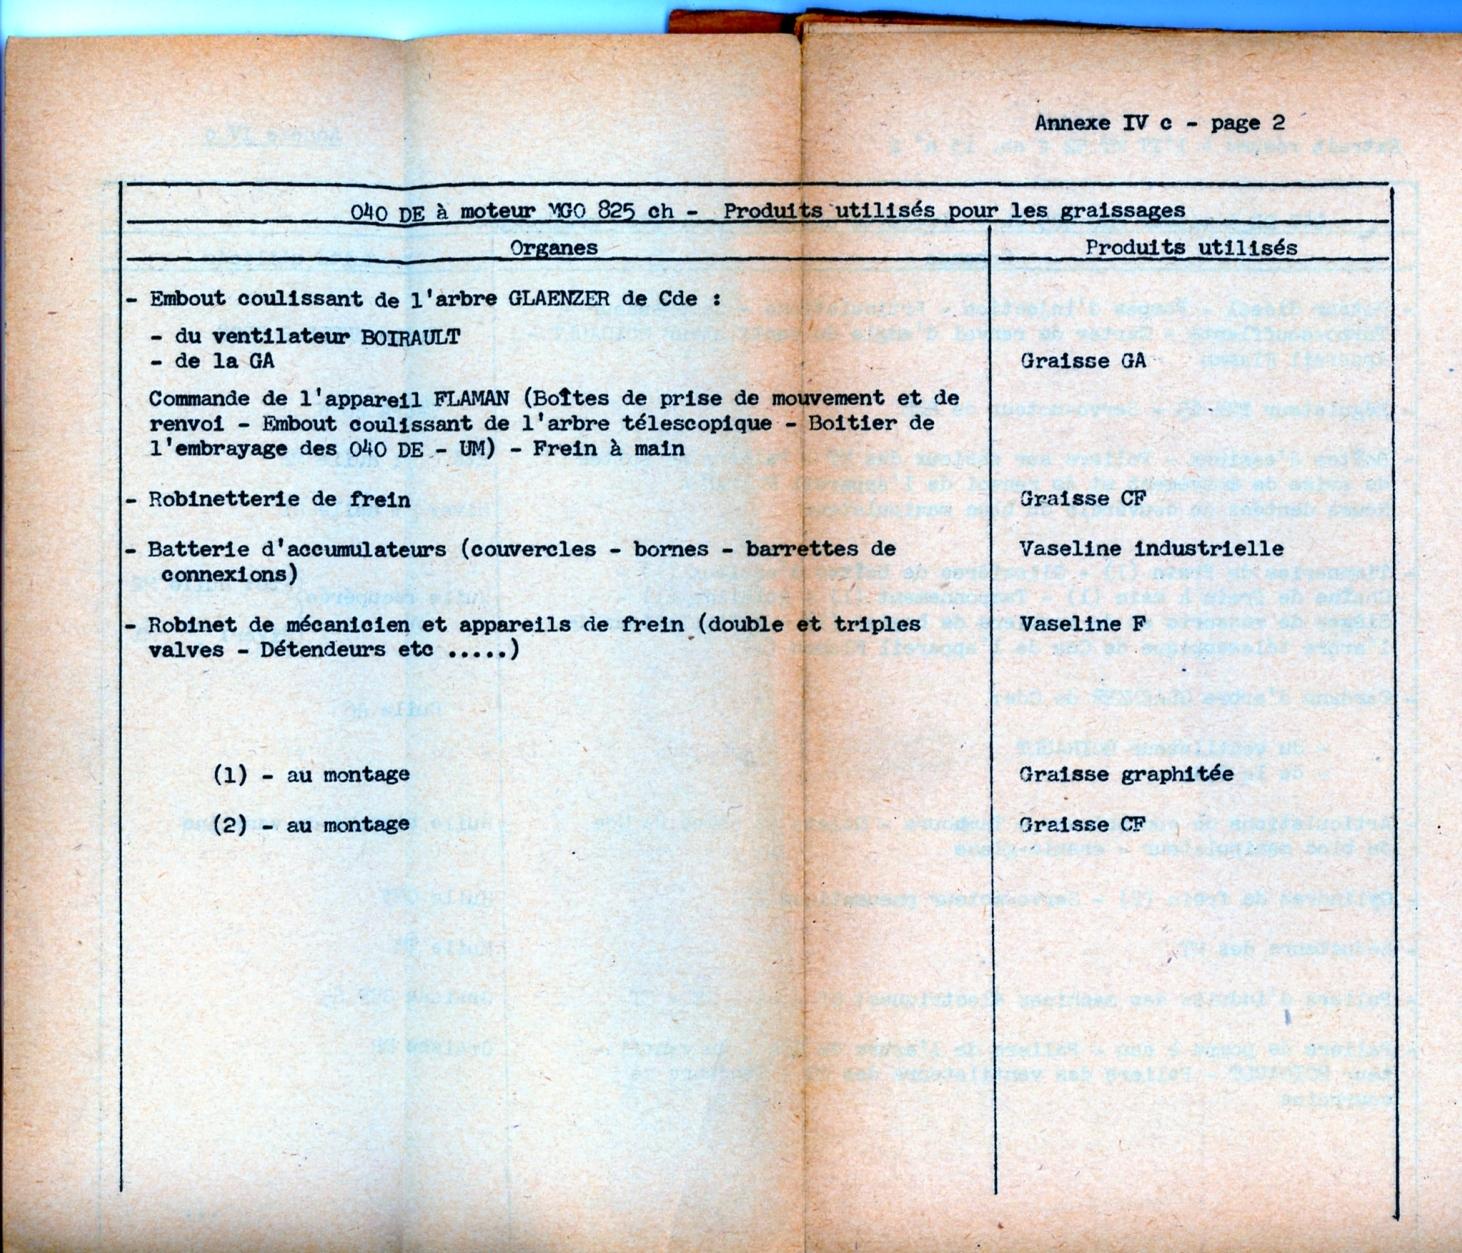 Annexe IV c - page 2
040 DE à moteur MGO 825 ch - Produits utilisés pour les graissages
Organes
Produits utilisés
- Embout coulissant de l'arbre GLAENZER de Cde :
- du ventilateur BOIRAULT
- de la GA
Graisse GA
Commande de l'appareil FLAMAN (Boîtes de prise de mouvement et de
renvoi - Embout coulissant de l'arbre télescopique - Boitier de
l'embrayage des 040 DE - UM) - Frein à main
- Robinetterie de frein
Graisse CF
- Batterie d'accumulateurs (couvercles - bornes - barrettes de
Vaseline industrielle
connexions)
- Robinet de mécanicien et appareils de frein (double et triples
Vaseline F
valves - Détendeurs etc .....)
(1) - au montage
Graisse graphitée
(2) - au montage
Graisse CF